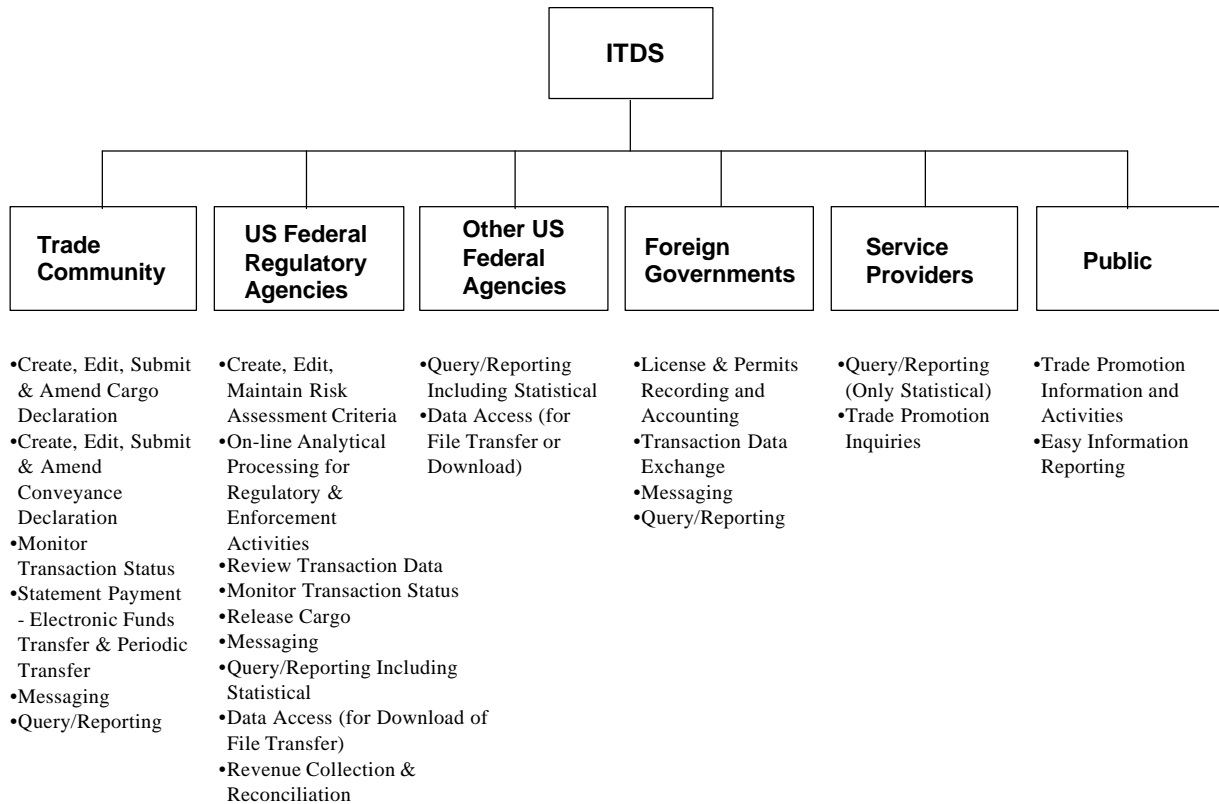 ITDS
Trade
Community
US Federal
Regulatory
Agencies
Other US
Federal
Agencies
Foreign
Governments
Service
Providers
Public
•Create, Edit, Submit
& Amend Cargo
Declaration
•Create, Edit, Submit
& Amend
Conveyance
Declaration
•Monitor
Transaction Status
•Statement Payment
- Electronic Funds
Transfer & Periodic
Transfer
•Messaging
•Query/Reporting
•Create, Edit,
Maintain Risk
Assessment Criteria
•On-line Analytical
Processing for
Regulatory &
Enforcement
Activities
•Review Transaction Data
•Monitor Transaction Status
•Release Cargo
•Messaging
•Query/Reporting Including
Statistical
•Data Access (for Download of
File Transfer)
•Revenue Collection &
Reconciliation
•Query/Reporting
Including Statistical
•Data Access (for
File Transfer or
Download)
•License & Permits
Recording and
Accounting
•Transaction Data
Exchange
•Messaging
•Query/Reporting
•Query/Reporting
(Only Statistical)
•Trade Promotion
Inquiries
•Trade Promotion
Information and
Activities
•Easy Information
Reporting